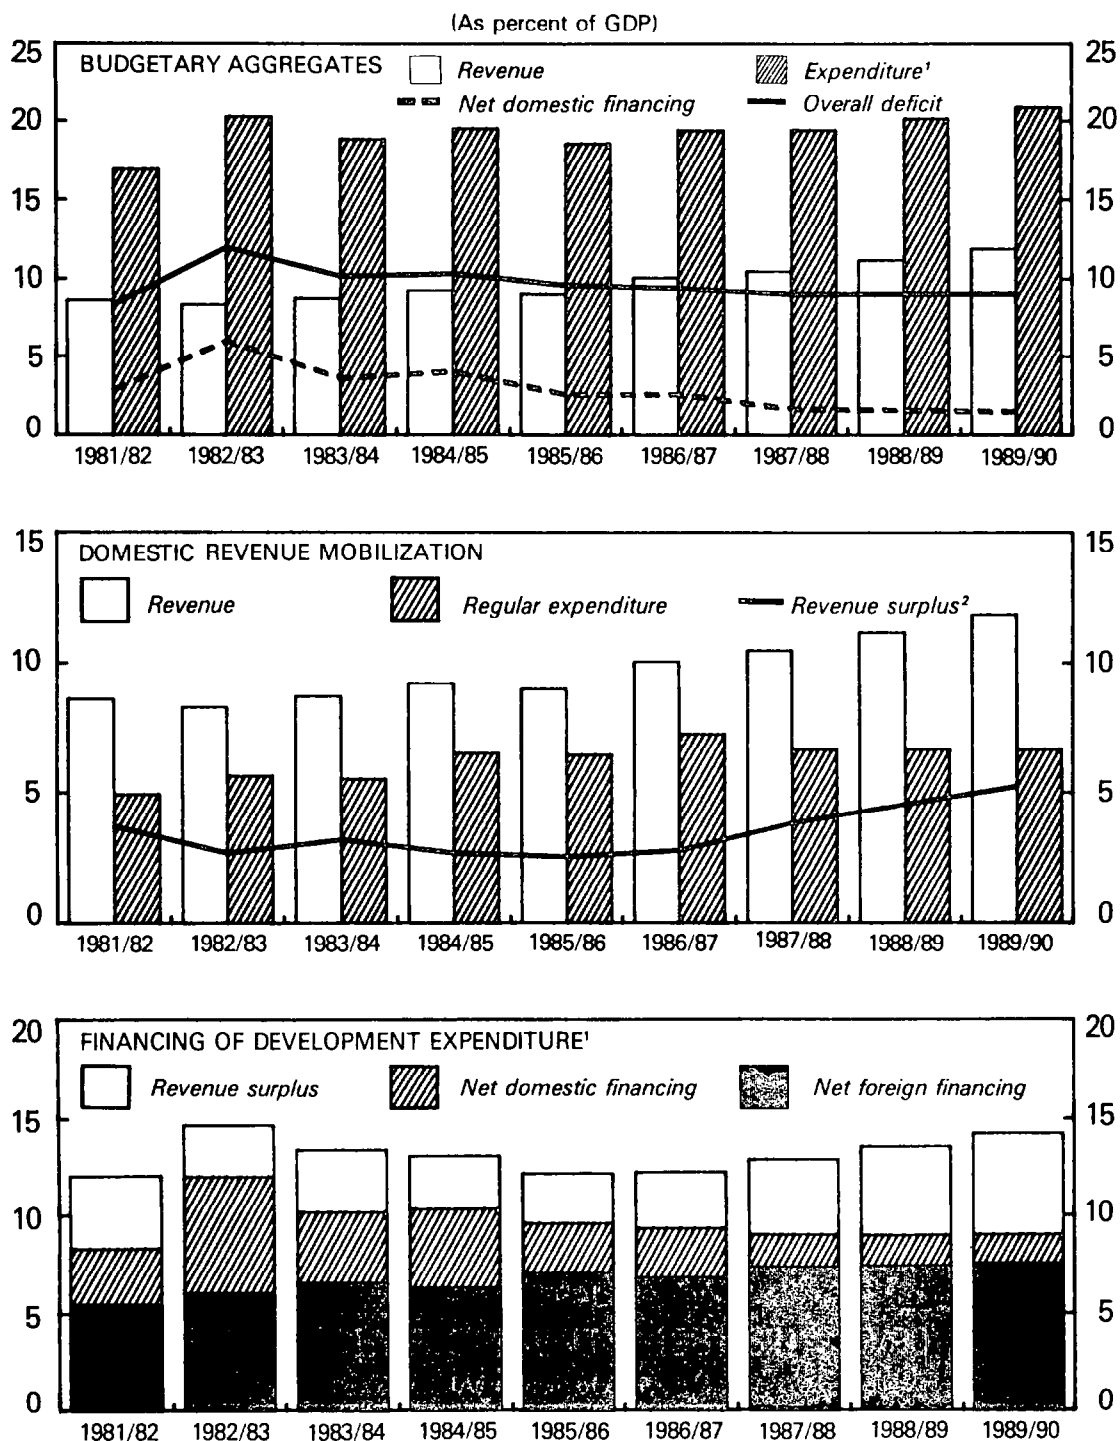 (As percent of GDP)
25 25
BUDGETARY AGGREGATES Revenue Expenditure¹
Net domestic financing Overall deficit
20 20
15 15
10 10
5 5
0 0
1981/82 1982/83 1983/84 1984/85 1985/86 1986/87 1987/88 1988/89 1989/90
15 15
DOMESTIC REVENUE MOBILIZATION
Revenue Regular expenditure Revenue surplus²
10 10
5 5
0 0
1981/82 1982/83 1983/84 1984/85 1985/86 1986/87 1987/88 1988/89 1989/90
20 20
FINANCING OF DEVELOPMENT EXPENDITURE¹
Revenue surplus Net domestic financing Net foreign financing
15 15
10 10
5 5
0 0
1981/82 1982/83 1983/84 1984/85 1985/86 1986/87 1987/88 1988/89 1989/90